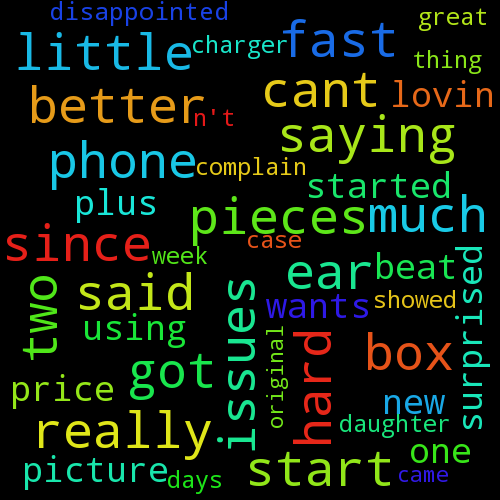 disappointed
great
little
charger
fast
thing
better
n't
cant
lovin
phone
complain
saying
plus
started
since
pieces
much
week
case
two
said
ear
beat
surprised
using
issues
wants
showed
got
original
hard
box
price
new
really
daughter
one
picture
days
start
came